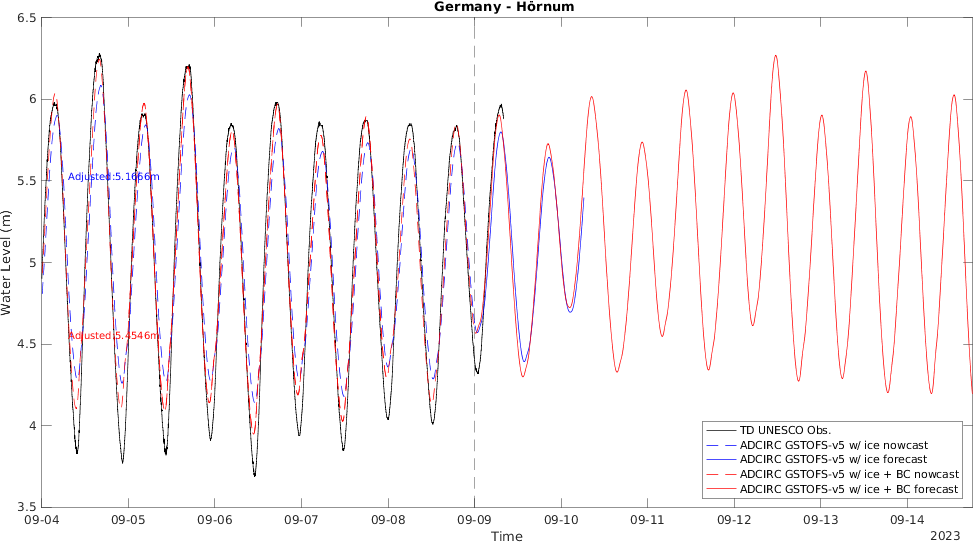 Germany - Hörnum
6.5
6
5.5
5
4.5
4
3.5
Water Level (m)
Adjusted:5.1656m
Adjusted:5.4546m
TD UNESCO Obs.
ADCIRC GSTOFS-v5 w/ ice nowcast
ADCIRC GSTOFS-v5 w/ ice forecast
ADCIRC GSTOFS-v5 w/ ice + BC nowcast
ADCIRC GSTOFS-v5 w/ ice + BC forecast
09-04 09-05 09-06 09-07 09-08 09-09 09-10 09-11 09-12 09-13 09-14
Time
2023